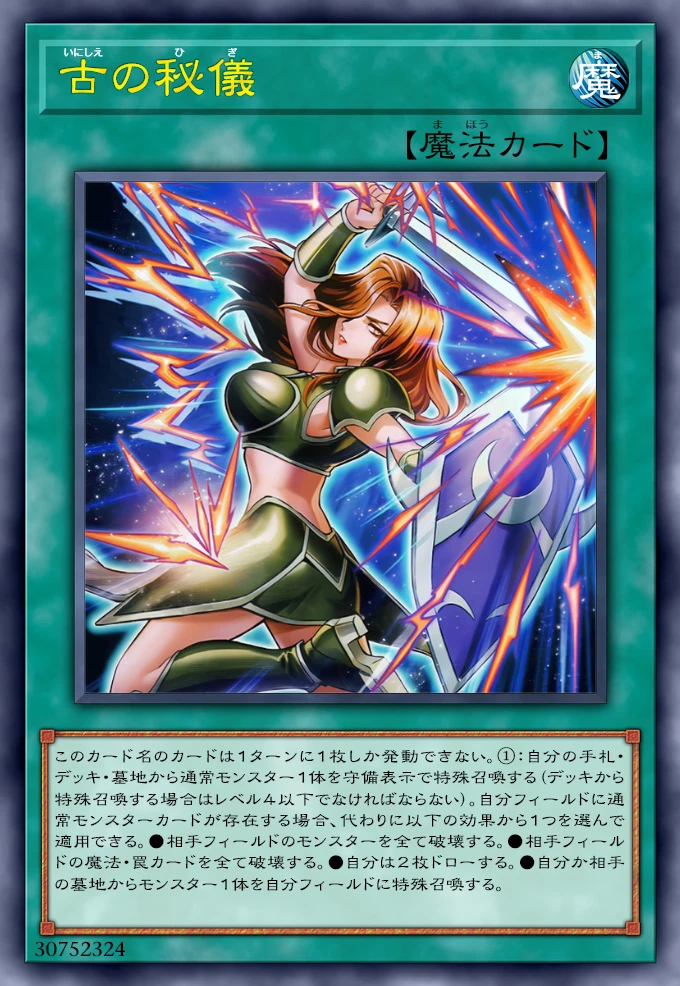 いにしえ ひ ぎ
古の秘儀
ま
魔
ま ほう
【魔法カード】
このカード名のカードは1ターンに1枚しか発動できない。①:自分の手札・
デッキ・墓地から通常モンスター1体を守備表示で特殊召喚する(デッキから
特殊召喚する場合はレベル4以下でなければならない)。自分フィールドに通
常モンスターカードが存在する場合、代わりに以下の効果から1つを選んで
適用できる。●相手フィールドのモンスターを全て破壊する。●相手フィール
ドの魔法・罠カードを全て破壊する。●自分は2枚ドローする。●自分か相手
の墓地からモンスター1体を自分フィールドに特殊召喚する。
30752324